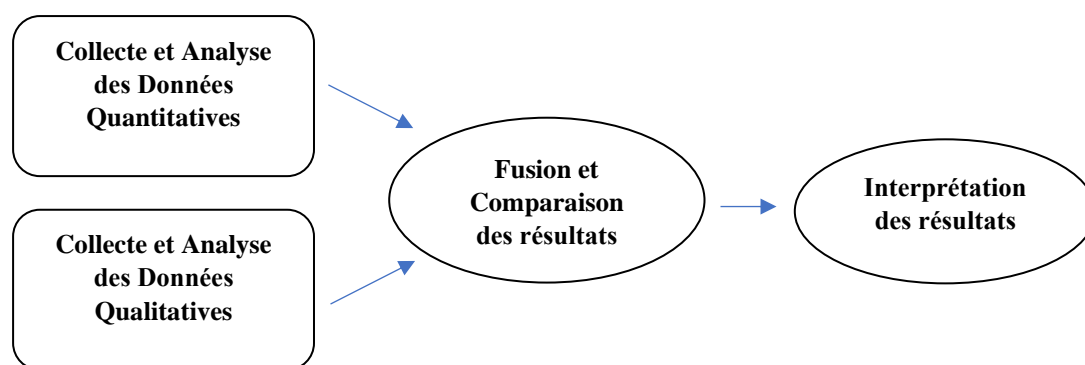 Collecte et Analyse
des Données
Quantitatives
Collecte et Analyse
des Données
Qualitatives
Fusion et
Comparaison
des résultats
Interprétation
des résultats